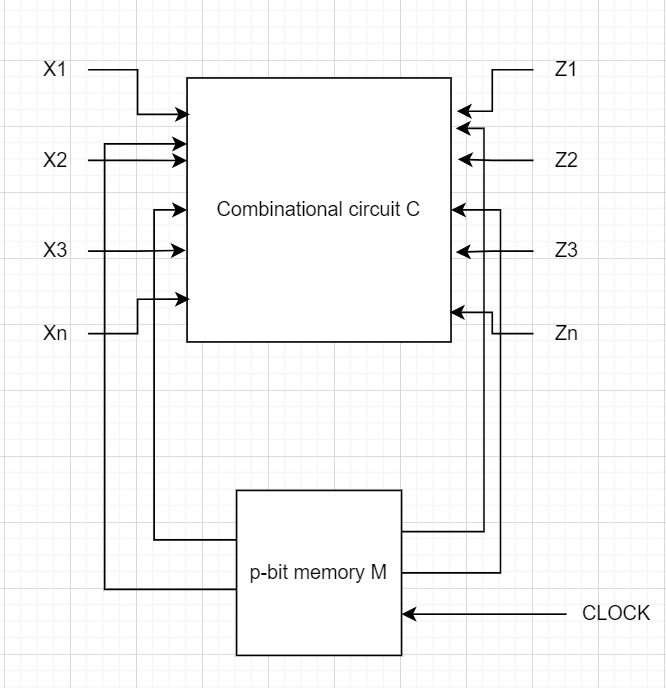 X1
Z1
X2
Z2
Combinational circuit C
X3
Z3
Xn
Zn
p-bit memory M
CLOCK